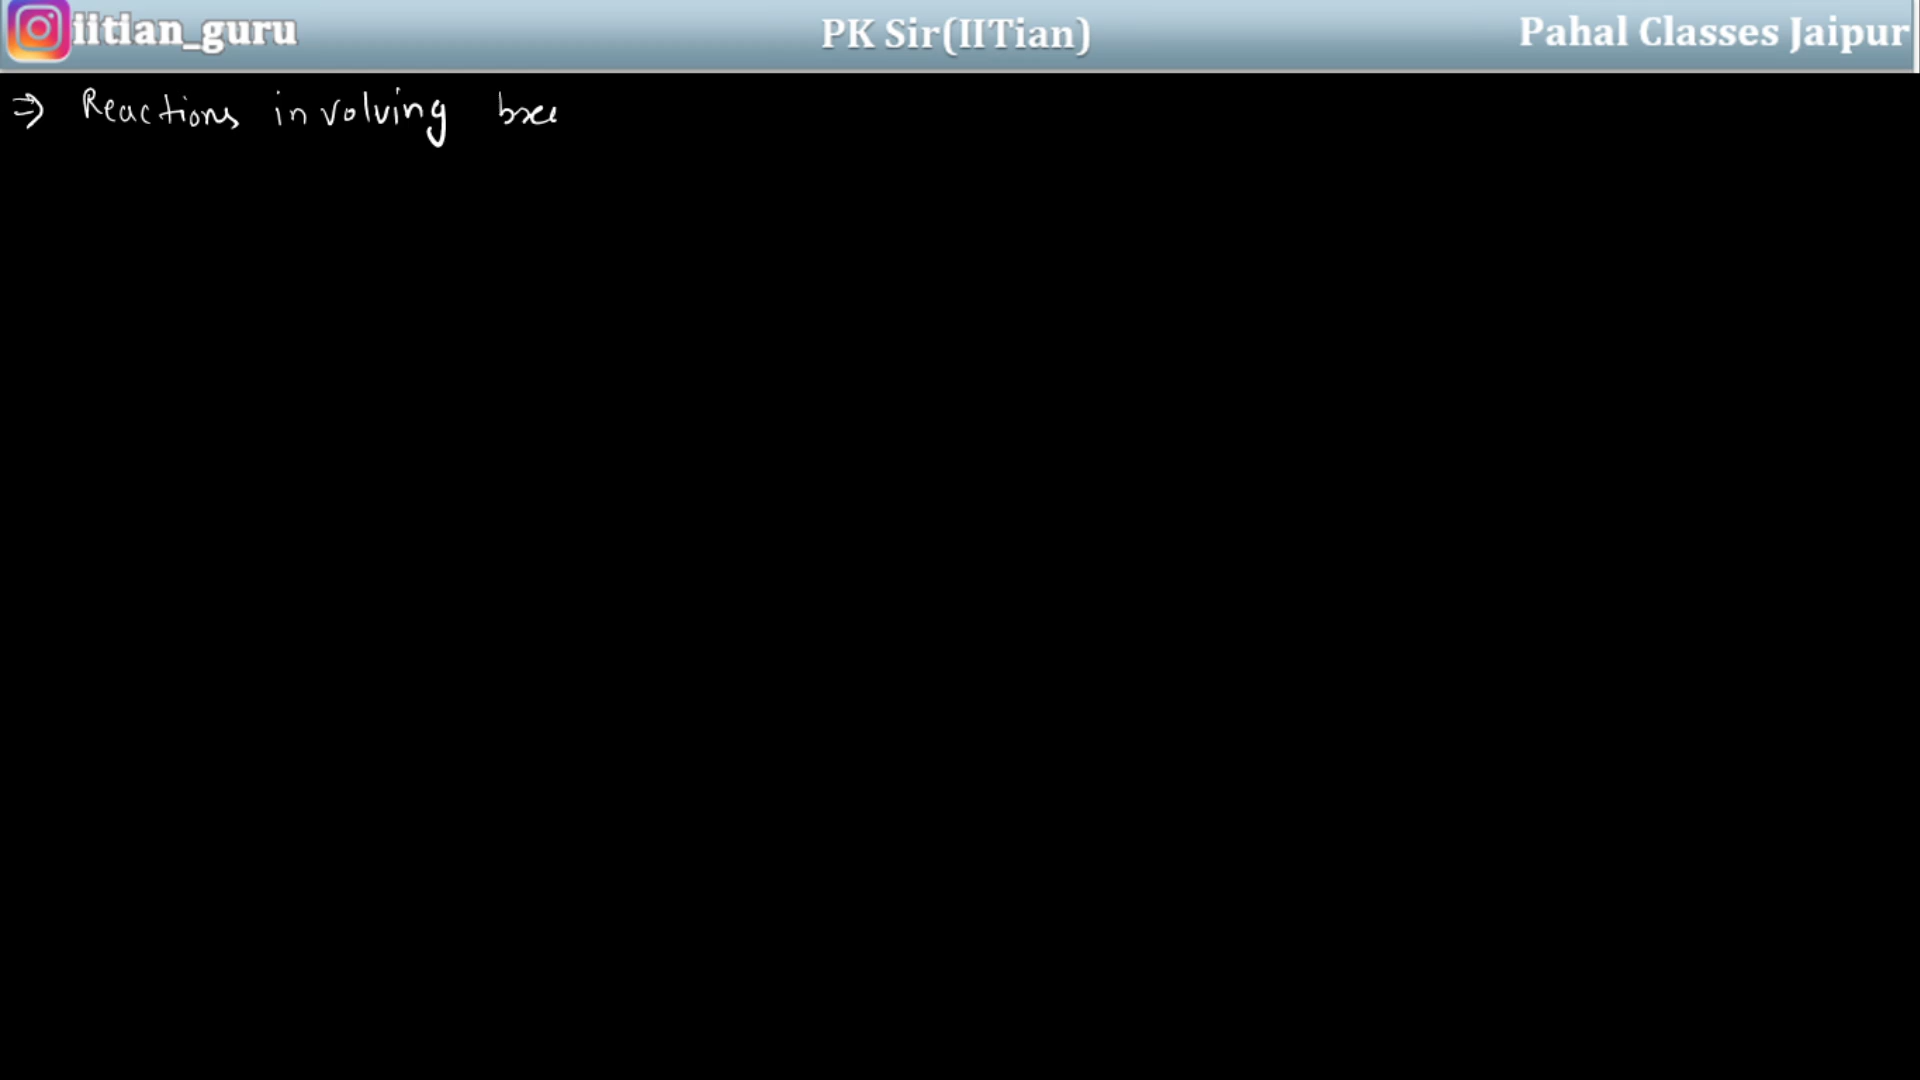 iitian_guru PK Sir(IITian) Pahal Classes Jaipur
⇒ Reactions involving